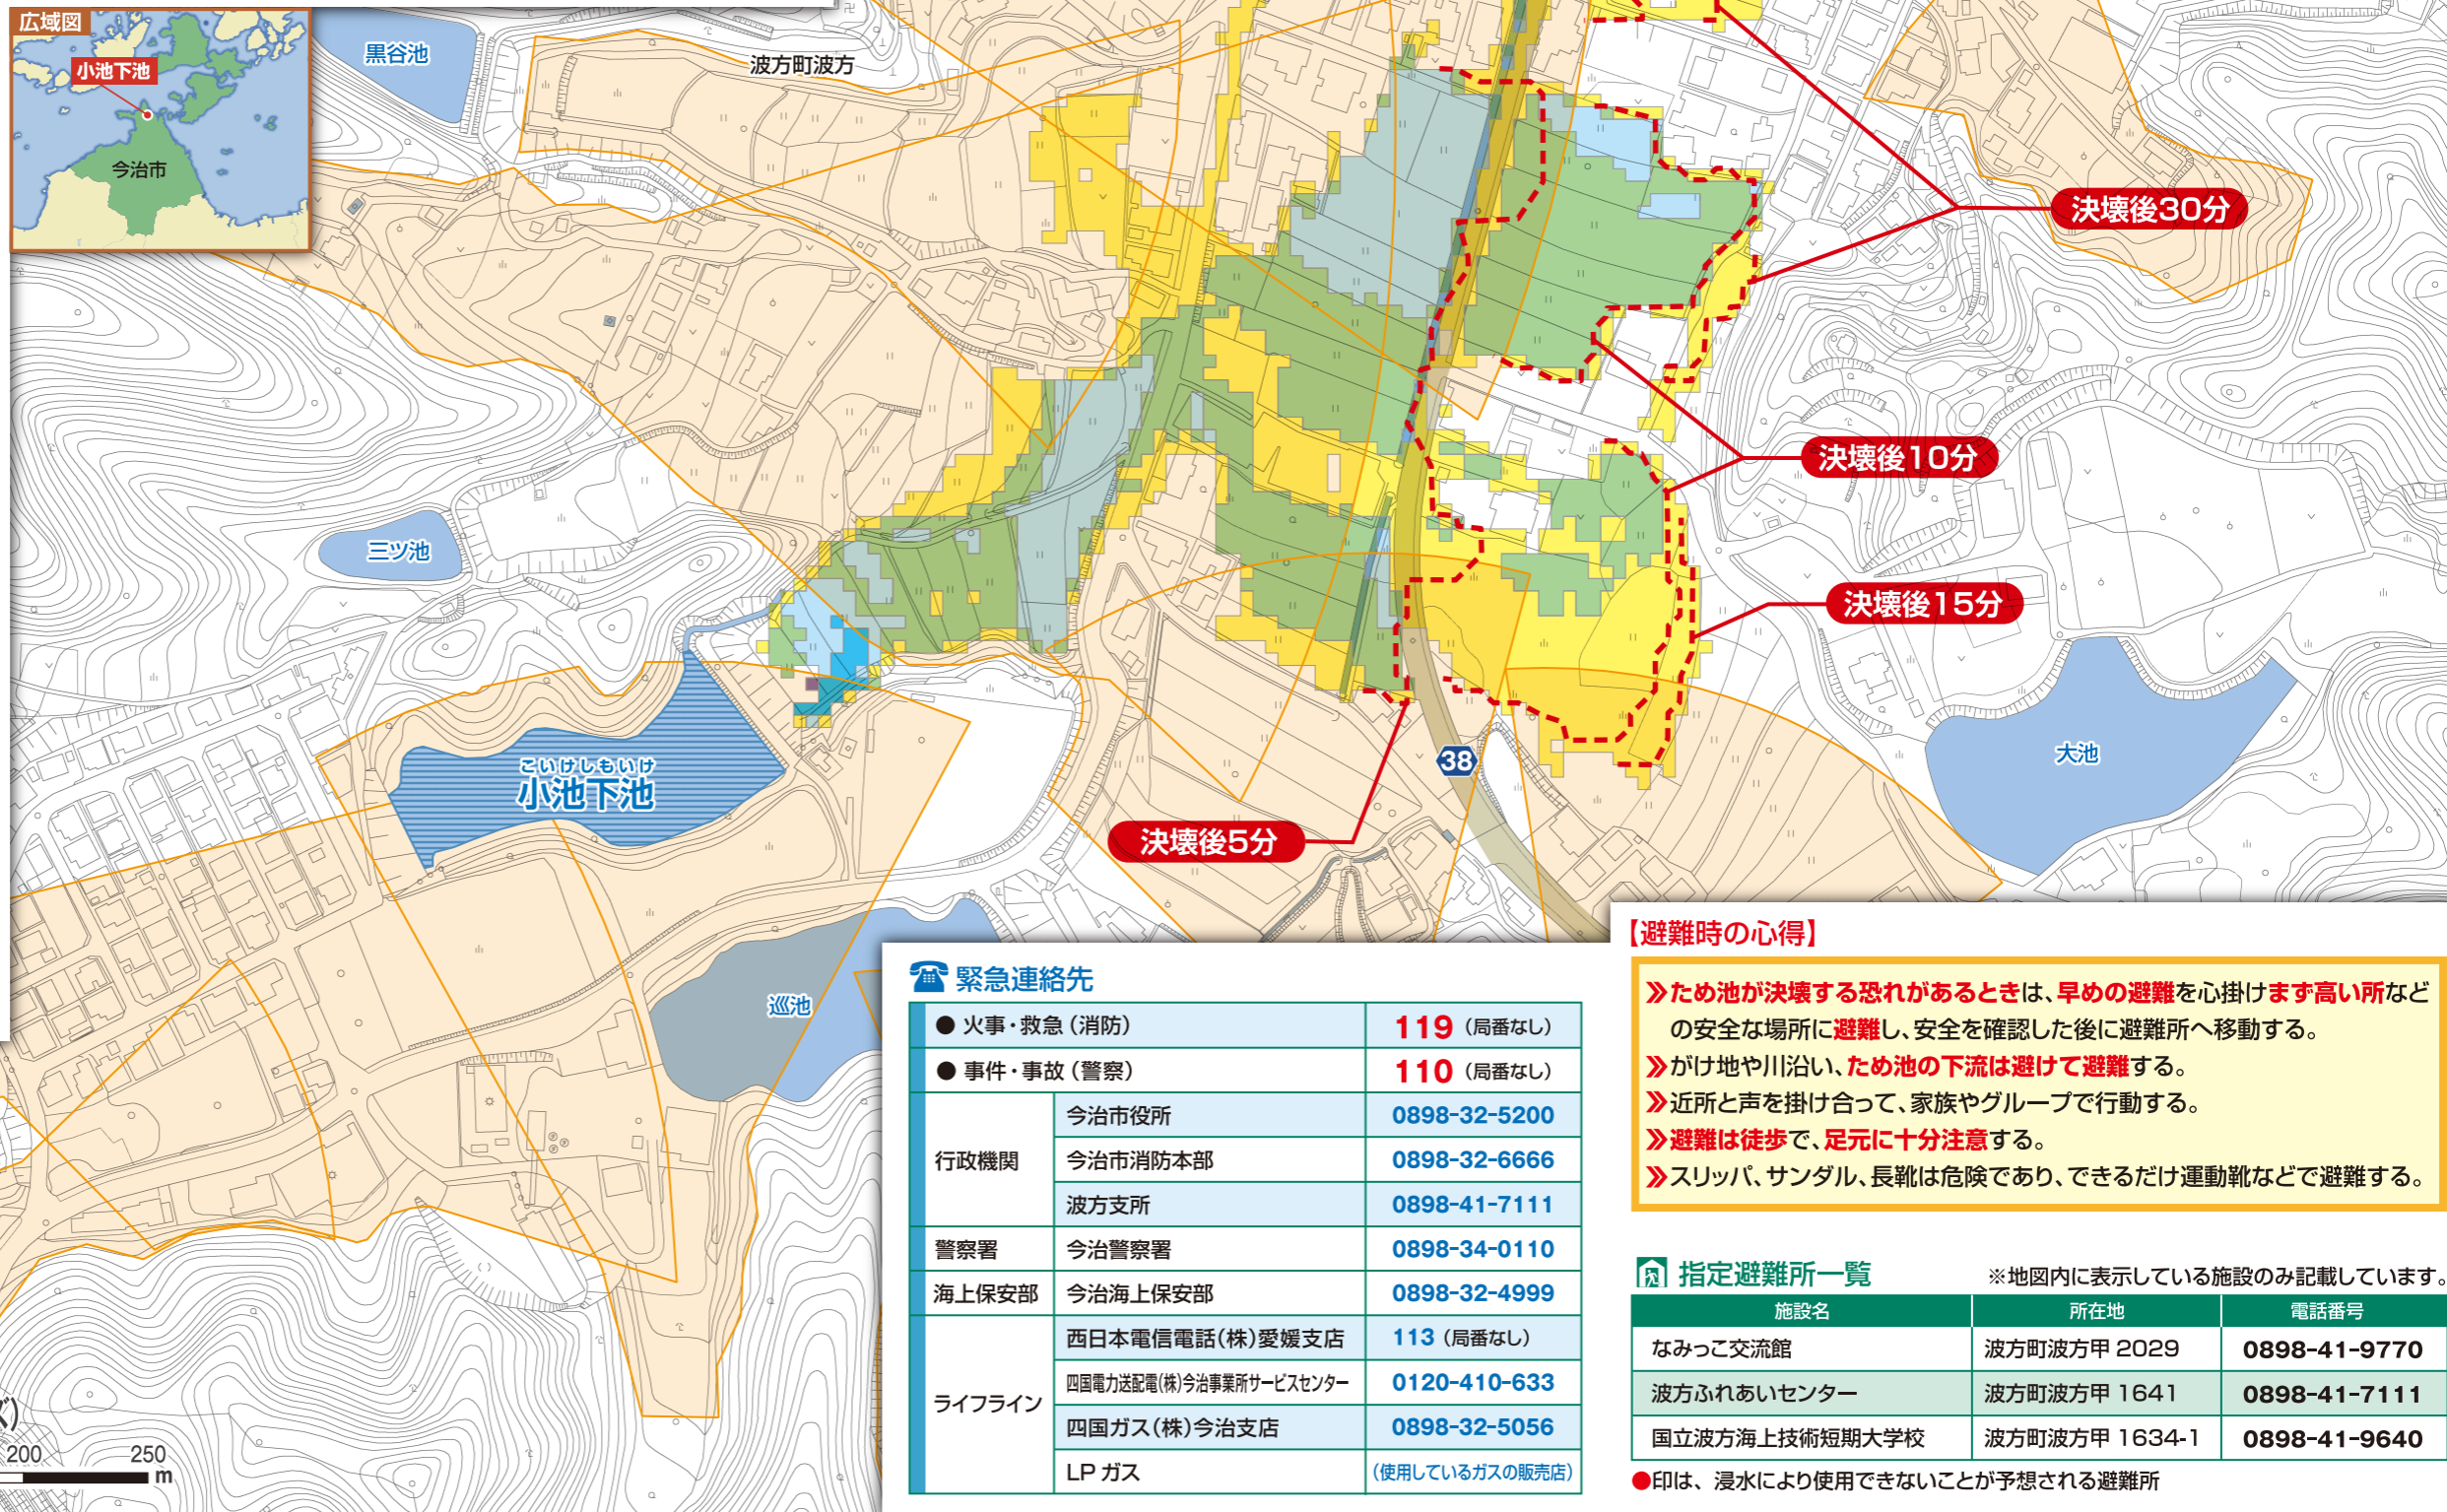 広域図
小池下池
今治市
黒谷池
波方町波方
三ツ池
こいけしもいけ
小池下池
巡池
大池
38
決壊後30分
決壊後10分
決壊後15分
決壊後5分
200 250
m
緊急連絡先
● 火事・救急（消防） 119（局番なし）
● 事件・事故（警察） 110（局番なし）
行政機関
今治市役所 0898-32-5200
今治市消防本部 0898-32-6666
波方支所 0898-41-7111
警察署 今治警察署 0898-34-0110
海上保安部 今治海上保安部 0898-32-4999
ライフライン
西日本電信電話（株）愛媛支店 113（局番なし）
四国電力送配電（株）今治事業所サービスセンター 0120-410-633
四国ガス（株）今治支店 0898-32-5056
LPガス （使用しているガスの販売店）
【避難時の心得】
≫ため池が決壊する恐れがあるときは、早めの避難を心掛けまず高い所など
の安全な場所に避難し、安全を確認した後に避難所へ移動する。
≫がけ地や川沿い、ため池の下流は避けて避難する。
≫近所と声を掛け合って、家族やグループで行動する。
≫避難は徒歩で、足元に十分注意する。
≫スリッパ、サンダル、長靴は危険であり、できるだけ運動靴などで避難する。
指定避難所一覧 ※地図内に表示している施設のみ記載しています。
施設名 所在地 電話番号
なみっこ交流館 波方町波方甲 2029 0898-41-9770
波方ふれあいセンター 波方町波方甲 1641 0898-41-7111
国立波方海上技術短期大学校 波方町波方甲 1634-1 0898-41-9640
●印は、浸水により使用できないことが予想される避難所